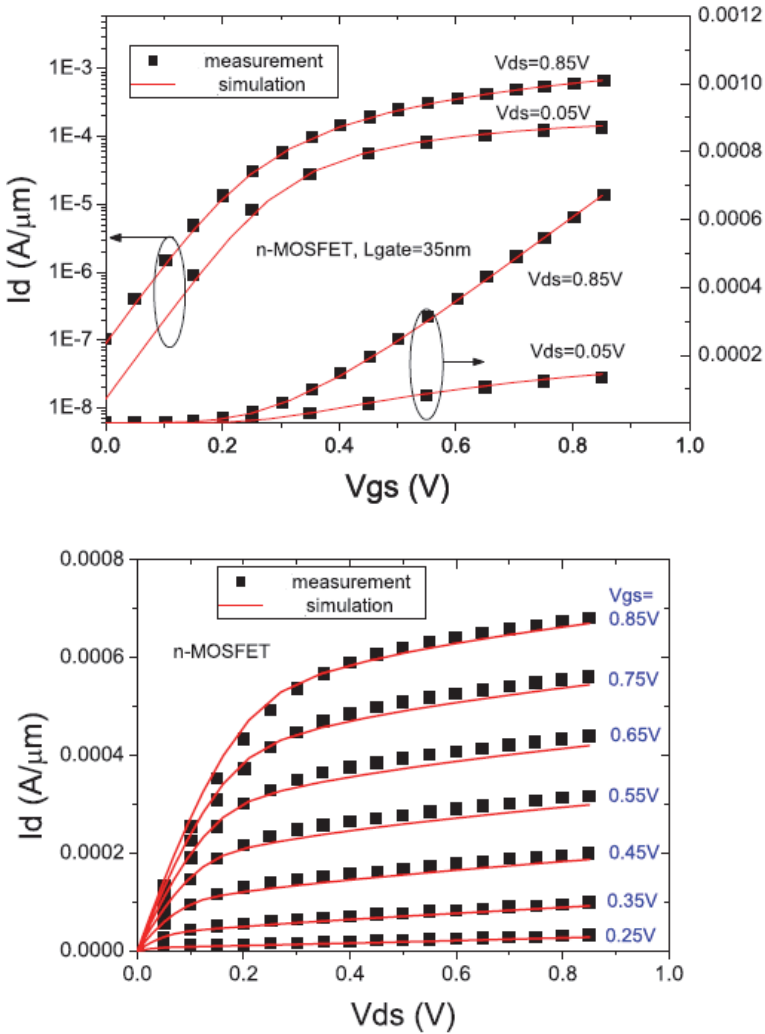 0.0012
measurement
simulation
Vds=0.85V
1E-3
0.0010
Vds=0.05V
1E-4
0.0008
1E-5
n-MOSFET, Lgate=35nm
0.0006
1E-6
Vds=0.85V
0.0004
1E-7
Vds=0.05V
0.0002
1E-8
Id (A/μm)
0.0 0.2 0.4 0.6 0.8 1.0
Vgs (V)
0.0008
measurement
simulation
Vgs=
0.85V
n-MOSFET
0.0006
0.75V
0.65V
0.0004
0.55V
0.0002
0.45V
0.35V
0.25V
0.0000
Id (A/μm)
0.0 0.2 0.4 0.6 0.8 1.0
Vds (V)